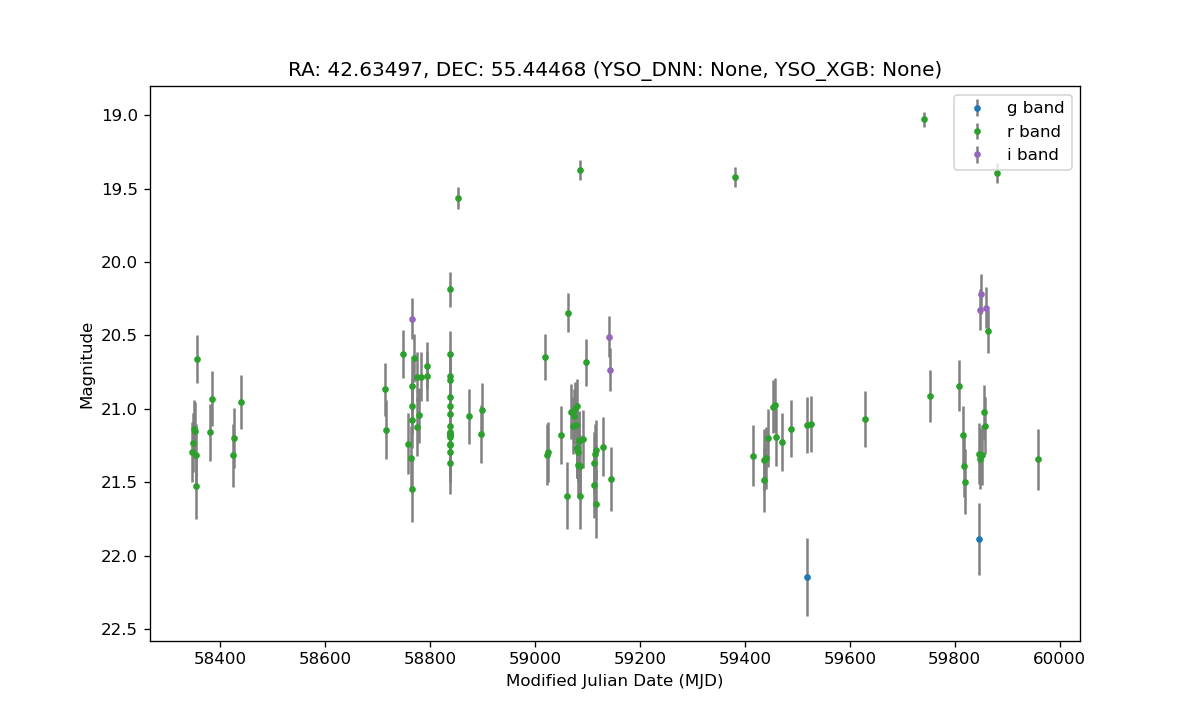 RA: 42.63497, DEC: 55.44468 (YSO_DNN: None, YSO_XGB: None)
g band
r band
i band
19.0
19.5
20.0
20.5
21.0
21.5
22.0
22.5
Magnitude
58400
58600
58800
59000
59200
59400
59600
59800
60000
Modified Julian Date (MJD)